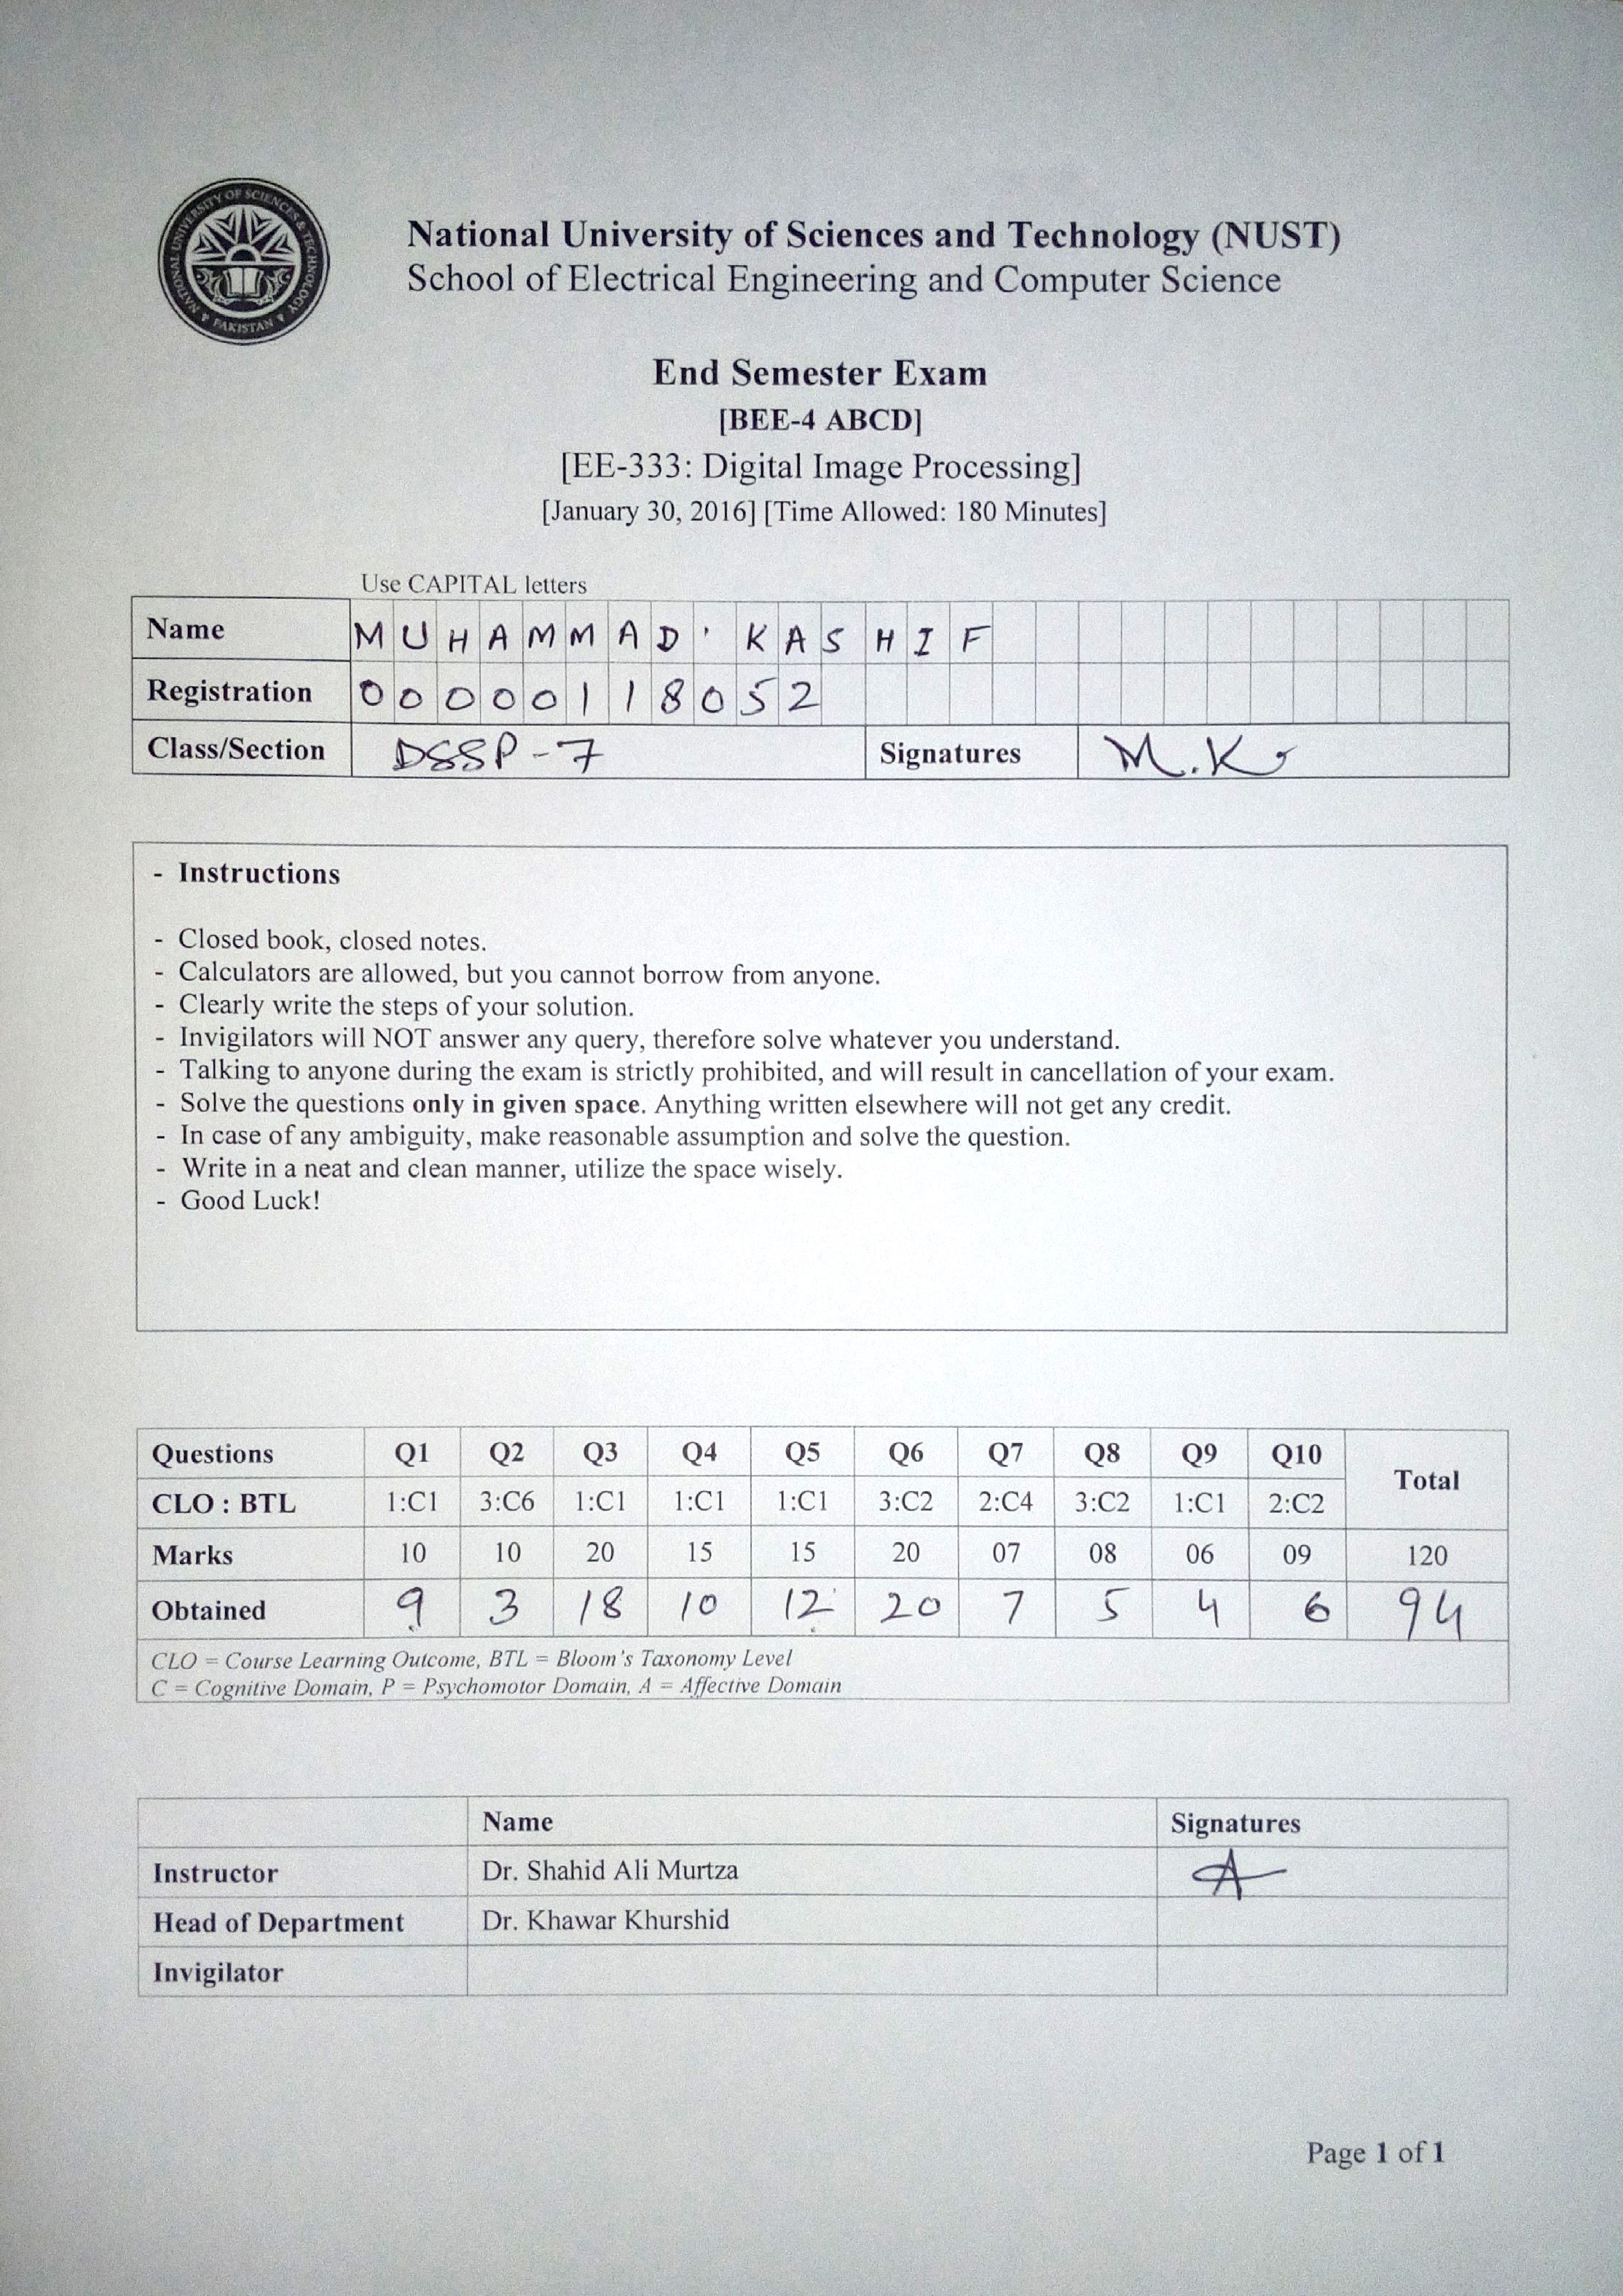 NATIONAL UNIVERSITY OF SCIENCES & TECHNOLOGY
PAKISTAN
National University of Sciences and Technology (NUST)
School of Electrical Engineering and Computer Science
End Semester Exam
[BEE-4 ABCD]
[EE-333: Digital Image Processing]
[January 30, 2016] [Time Allowed: 180 Minutes]
Use CAPITAL letters
Name MUHAMMAD' KASHIF
Registration 00000118052
Class/Section DSSP-7 Signatures M.K
- Instructions
- Closed book, closed notes.
- Calculators are allowed, but you cannot borrow from anyone.
- Clearly write the steps of your solution.
- Invigilators will NOT answer any query, therefore solve whatever you understand.
- Talking to anyone during the exam is strictly prohibited, and will result in cancellation of your exam.
- Solve the questions only in given space. Anything written elsewhere will not get any credit.
- In case of any ambiguity, make reasonable assumption and solve the question.
- Write in a neat and clean manner, utilize the space wisely.
- Good Luck!
Questions Q1 Q2 Q3 Q4 Q5 Q6 Q7 Q8 Q9 Q10 Total
CLO : BTL 1:C1 3:C6 1:C1 1:C1 1:C1 3:C2 2:C4 3:C2 1:C1 2:C2
Marks 10 10 20 15 15 20 07 08 06 09 120
Obtained 9 3 18 10 12 20 7 5 4 6 94
CLO = Course Learning Outcome, BTL = Bloom's Taxonomy Level
C = Cognitive Domain, P = Psychomotor Domain, A = Affective Domain
Name Signatures
Instructor Dr. Shahid Ali Murtza
Head of Department Dr. Khawar Khurshid
Invigilator
Page 1 of 1